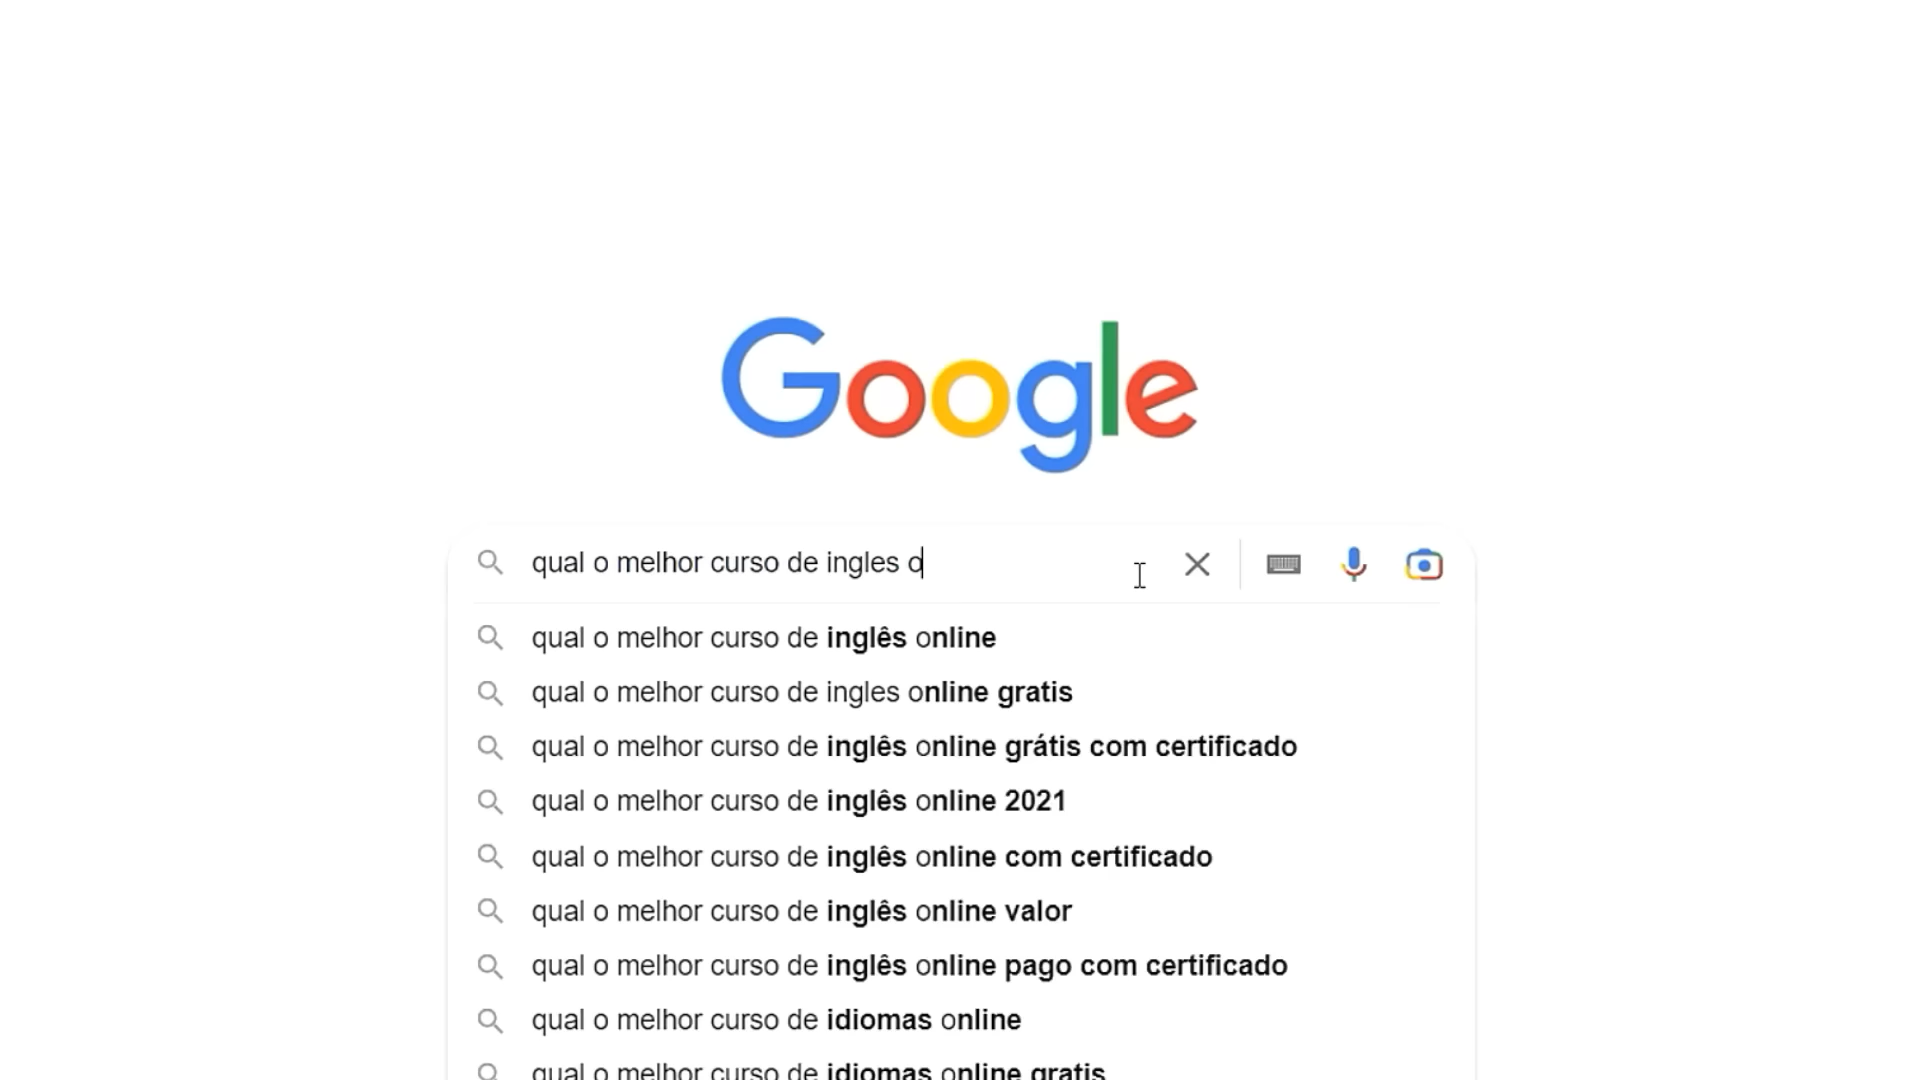 Google
qual o melhor curso de ingles o
qual o melhor curso de inglês online
qual o melhor curso de ingles online gratis
qual o melhor curso de inglês online grátis com certificado
qual o melhor curso de inglês online 2021
qual o melhor curso de inglês online com certificado
qual o melhor curso de inglês online valor
qual o melhor curso de inglês online pago com certificado
qual o melhor curso de idiomas online
qual o melhor curso de idiomas online gratis